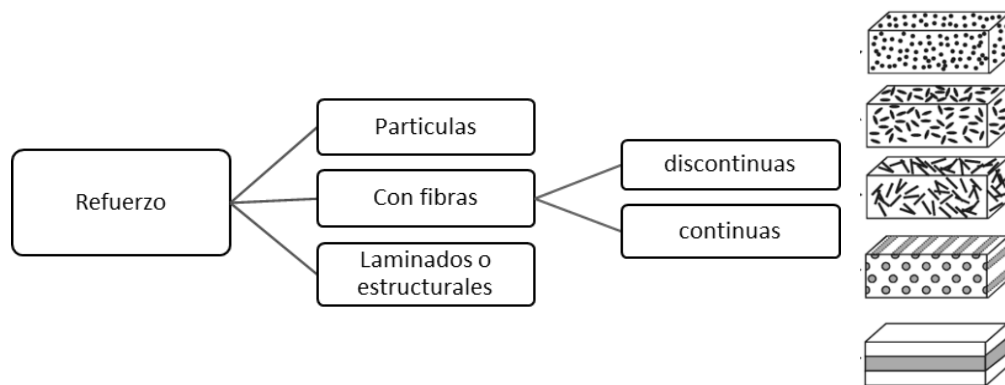 Refuerzo
Particulas
Con fibras
Laminados o
estructurales
discontinuas
continuas